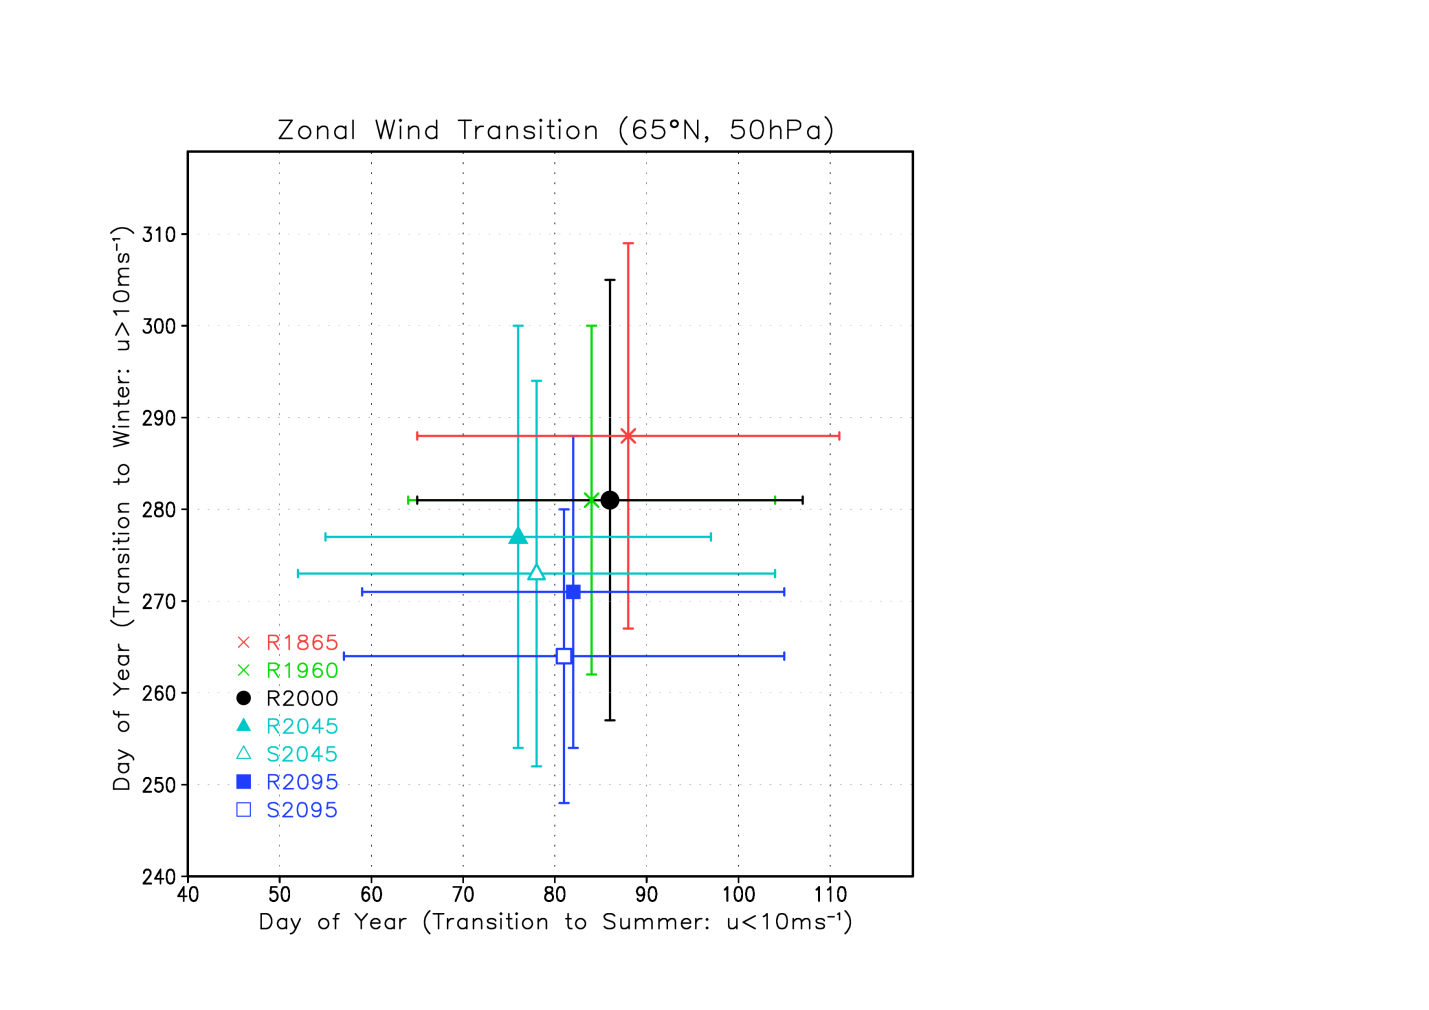 Zonal Wind Transition (65°N, 50hPa)
Day of Year (Transition to Winter: u>10ms⁻¹)
310
300
290
280
270
260
250
240
R1865
R1960
R2000
R2045
S2045
R2095
S2095
40 50 60 70 80 90 100 110
Day of Year (Transition to Summer: u<10ms⁻¹)